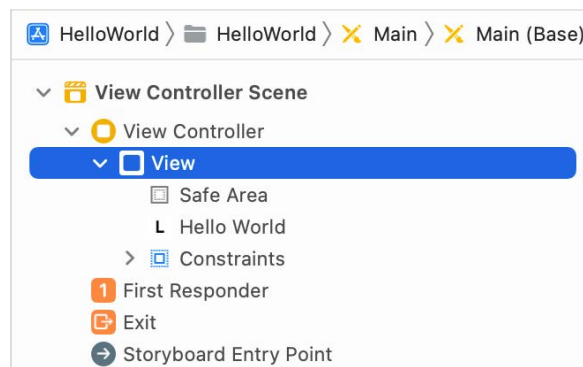 HelloWorld 〉 HelloWorld 〉 Main 〉 Main (Base)
View Controller Scene
View Controller
View
Safe Area
L Hello World
Constraints
1 First Responder
Exit
Storyboard Entry Point